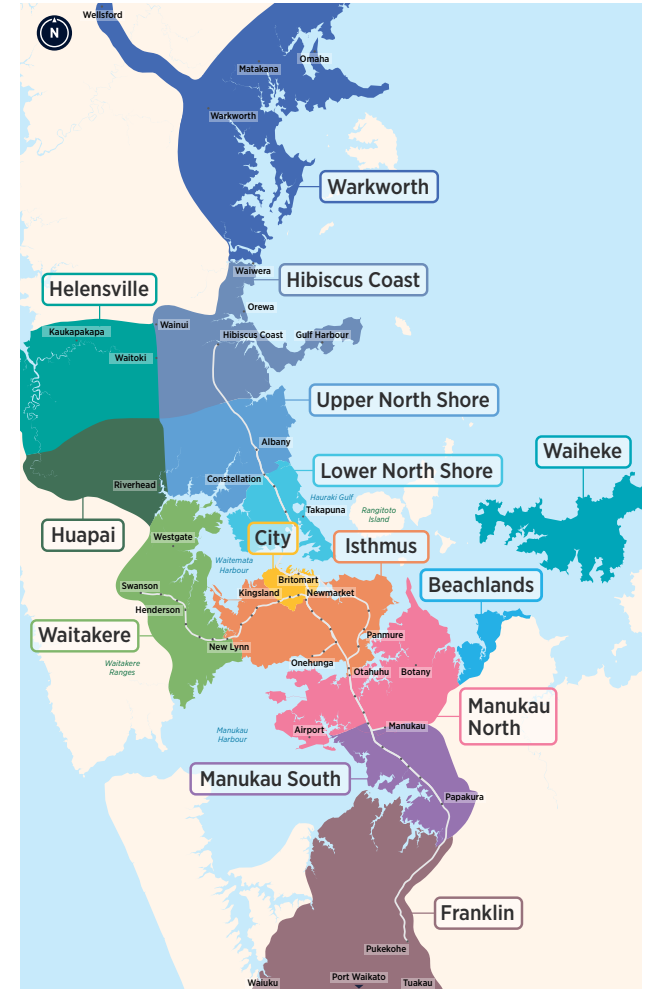 Wellsford
N
Omaha
Matakana
Warkworth
Warkworth
Waiwera
Hibiscus Coast
Helensville
Orewa
Wainui
Kaukapakapa
Hibiscus Coast
Gulf Harbour
Waitoki
Upper North Shore
Albany
Waiheke
Lower North Shore
Constellation
Riverhead
Hauraki Gulf
Takapuna
Rangitoto
Island
Huapai
Westgate
City
Isthmus
Waitemata
Harbour
Britomart
Beachlands
Swanson
Kingsland
Newmarket
Henderson
Waitakere
Panmure
New Lynn
Onehunga
Waitakere
Ranges
Otahuhu
Botany
Manukau
North
Airport
Manukau
Manukau
Harbour
Manukau South
Papakura
Franklin
Pukekohe
Port Waikato
Waiuku
Tuakau